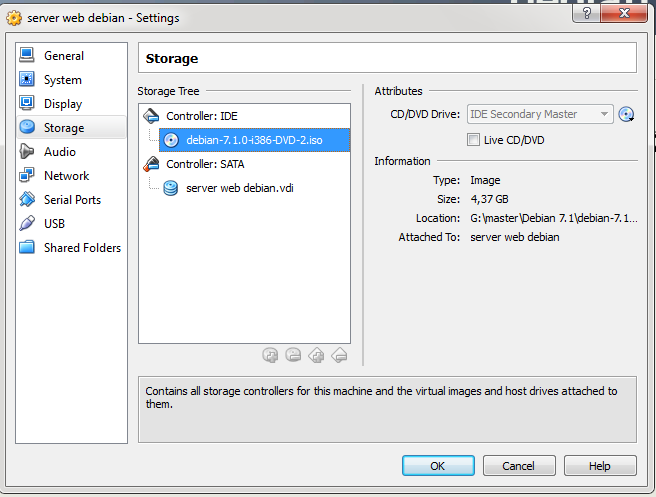 server web debian - Settings
?
X
General
System
Display
Storage
Audio
Network
Serial Ports
USB
Shared Folders
Storage
Storage Tree
Controller: IDE
debian-7.1.0-i386-DVD-2.iso
Controller: SATA
server web debian.vdi
Attributes
CD/DVD Drive: IDE Secondary Master
Live CD/DVD
Information
Type: Image
Size: 4,37 GB
Location: G:\master\Debian 7.1\debian-7.1...
Attached To: server web debian
Contains all storage controllers for this machine and the virtual images and host drives attached to
them.
OK
Cancel
Help